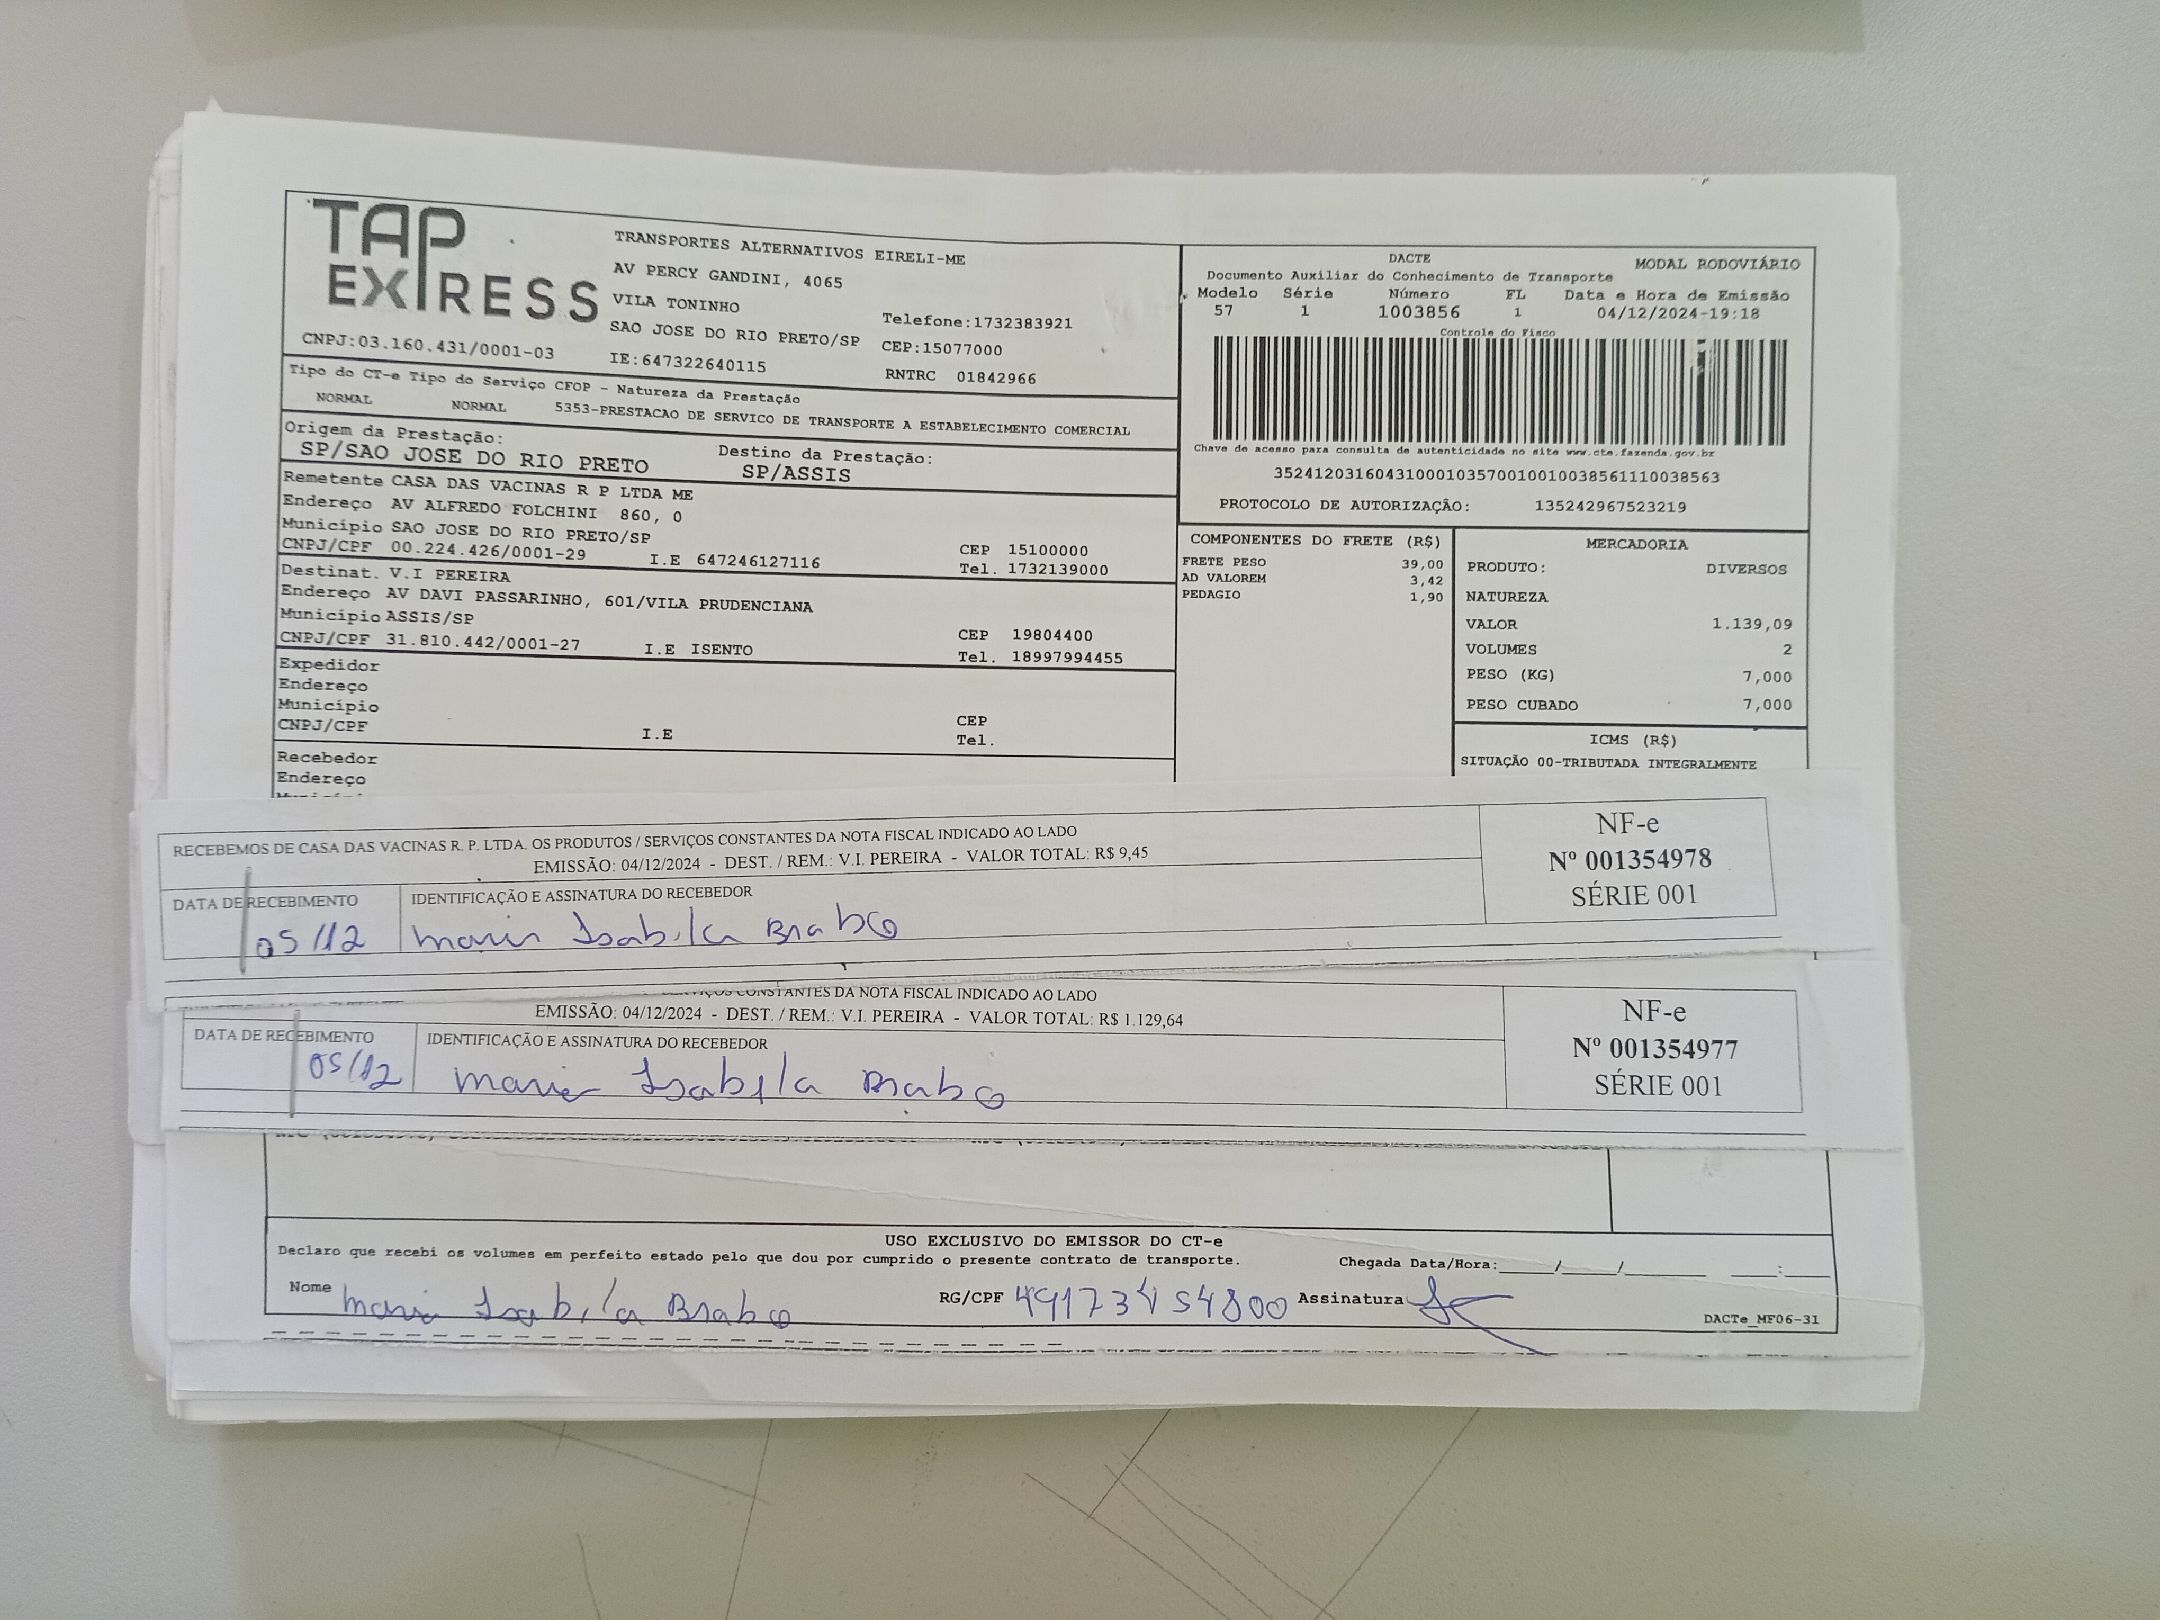 TAP EXPRESS
TRANSPORTES ALTERNATIVOS EIRELI-ME
AV PERCY GANDINI, 4065
VILA TONINHO
SAO JOSE DO RIO PRETO/SP
Telefone:1732383921
CEP:15077000
CNPJ:03.160.431/0001-03
IE:647322640115
RNTRC 01842966
Tipo do CT-e Tipo do Serviço CFOP - Natureza da Prestação
NORMAL NORMAL 5353-PRESTACAO DE SERVICO DE TRANSPORTE A ESTABELECIMENTO COMERCIAL
Origem da Prestação:
SP/SAO JOSE DO RIO PRETO
Destino da Prestação:
SP/ASSIS
Remetente CASA DAS VACINAS R P LTDA ME
Endereço AV ALFREDO FOLCHINI 860, 0
Município SAO JOSE DO RIO PRETO/SP
CEP 15100000
CNPJ/CPF 00.224.426/0001-29 I.E 647246127116 Tel. 1732139000
Destinat. V.I PEREIRA
Endereço AV DAVI PASSARINHO, 601/VILA PRUDENCIANA
Município ASSIS/SP
CEP 19804400
CNPJ/CPF 31.810.442/0001-27 I.E ISENTO Tel. 18997994455
Expedidor
Endereço
Município
CEP
CNPJ/CPF I.E Tel.
Recebedor
Endereço
DACTE
MODAL RODOVIÁRIO
Documento Auxiliar do Conhecimento de Transporte
Modelo Série Número FL Data e Hora de Emissão
57 1 1003856 1 04/12/2024-19:18
Controle do Fisco
Chave de acesso para consulta de autenticidade no site www.cte.fazenda.gov.br
35241203160431000103570010010038561110038563
PROTOCOLO DE AUTORIZAÇÃO: 135242967523219
COMPONENTES DO FRETE (R$)
FRETE PESO 39,00
AD VALOREM 3,42
PEDAGIO 1,90
MERCADORIA
PRODUTO: DIVERSOS
NATUREZA
VALOR 1.139,09
VOLUMES 2
PESO (KG) 7,000
PESO CUBADO 7,000
ICMS (R$)
SITUAÇÃO 00-TRIBUTADA INTEGRALMENTE
RECEBEMOS DE CASA DAS VACINAS R. P. LTDA. OS PRODUTOS / SERVIÇOS CONSTANTES DA NOTA FISCAL INDICADO AO LADO
EMISSÃO: 04/12/2024 - DEST. / REM.: V.I. PEREIRA - VALOR TOTAL: R$ 9,45
DATA DE RECEBIMENTO
IDENTIFICAÇÃO E ASSINATURA DO RECEBEDOR
05/12 Maria Isabela Brabo
NF-e
Nº 001354978
SÉRIE 001
CONSTANTES DA NOTA FISCAL INDICADO AO LADO
EMISSÃO: 04/12/2024 - DEST. / REM.: V.I. PEREIRA - VALOR TOTAL: R$ 1.129,64
DATA DE RECEBIMENTO
IDENTIFICAÇÃO E ASSINATURA DO RECEBEDOR
05/12 Maria Isabela Brabo
NF-e
Nº 001354977
SÉRIE 001
USO EXCLUSIVO DO EMISSOR DO CT-e
Declaro que recebi os volumes em perfeito estado pelo que dou por cumprido o presente contrato de transporte.
Chegada Data/Hora:____/____/______ ___:___
Nome Maria Isabela Brabo RG/CPF 49173454800 Assinatura
DACTe_MF06-31